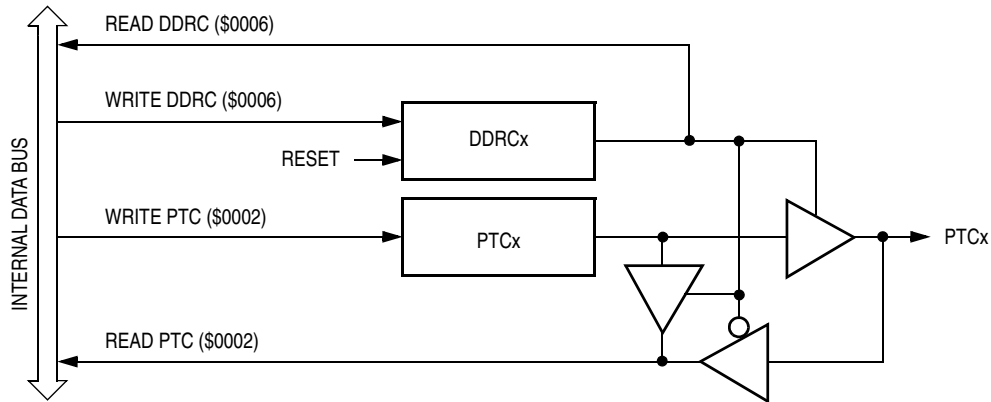 READ DDRC ($0006)
WRITE DDRC ($0006)
DDRCx
RESET
INTERNAL DATA BUS
WRITE PTC ($0002)
PTCx
PTCx
READ PTC ($0002)